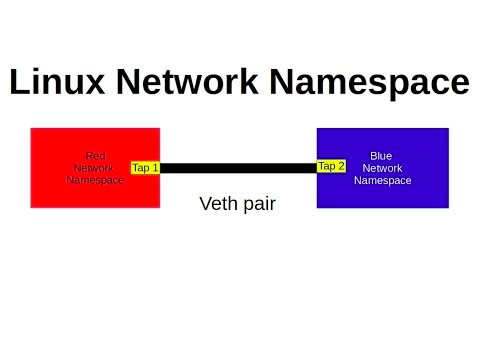 Linux Network Namespace
Red
Network
Namespace
Tap 1
Tap 2
Blue
Network
Namespace
Veth pair